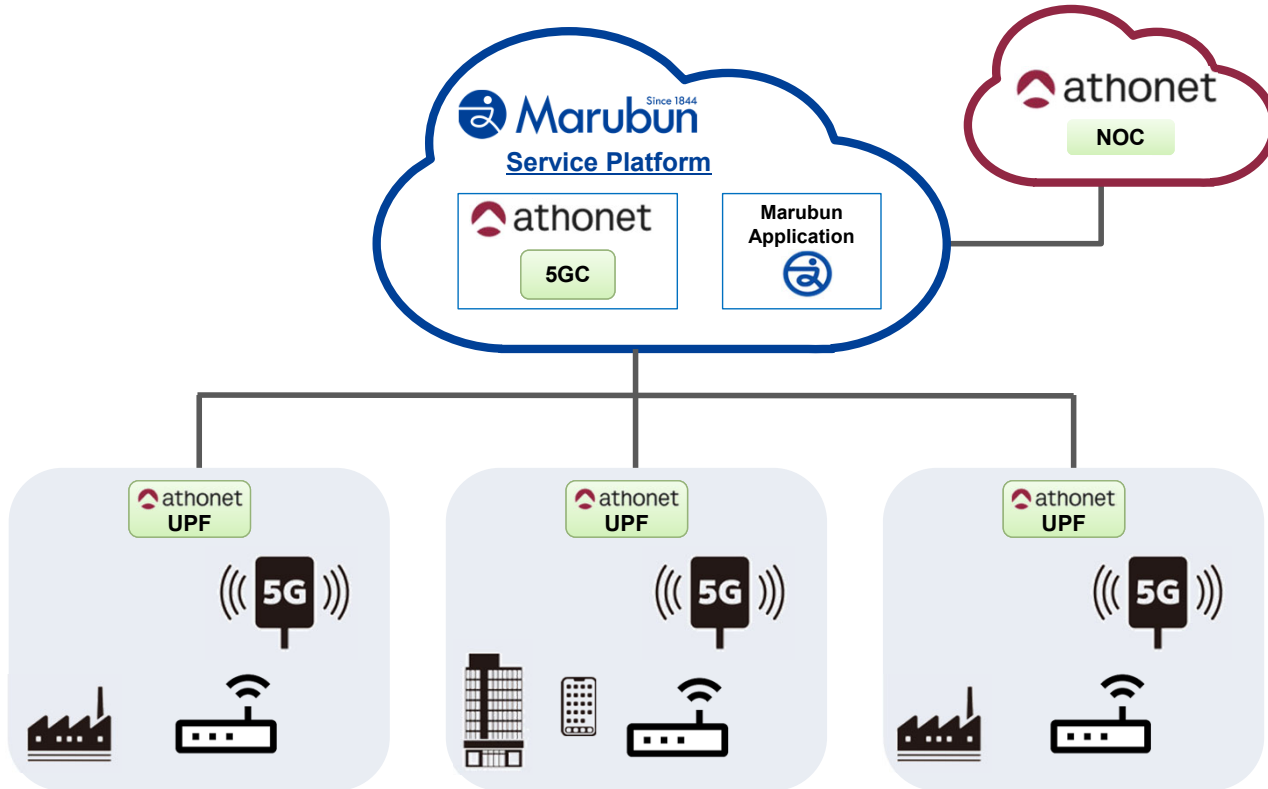 Since 1844
Marubun
Service Platform
athonet
5GC
Marubun
Application
athonet
NOC
athonet
UPF
5G
athonet
UPF
5G
athonet
UPF
5G